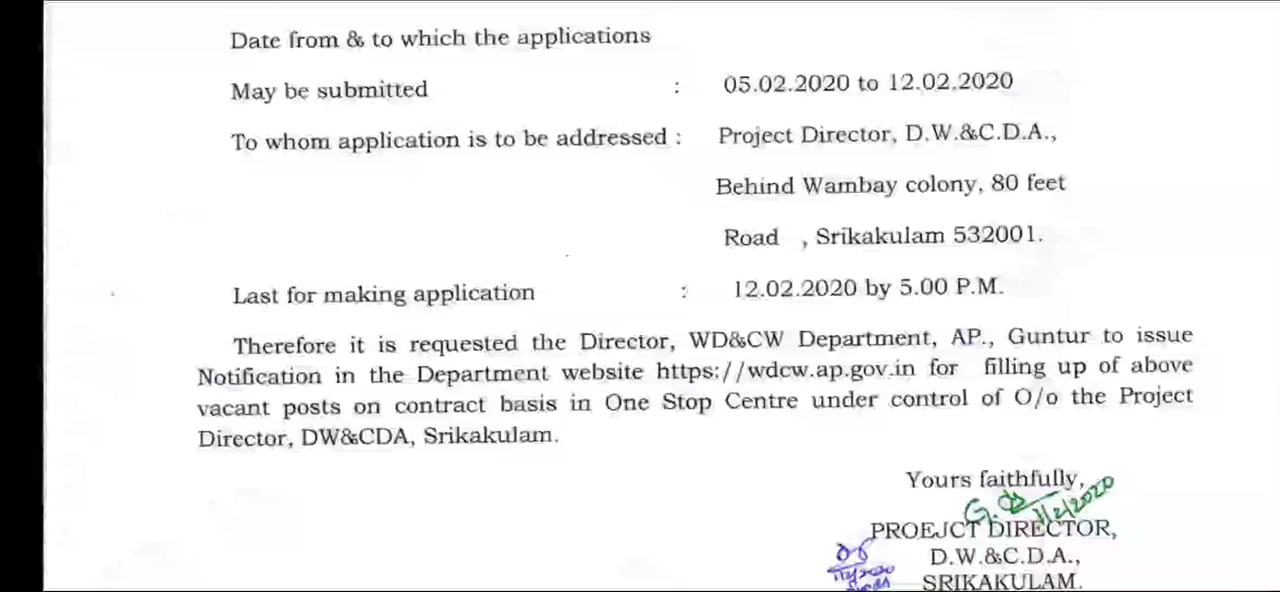 Date from & to which the applications
May be submitted : 05.02.2020 to 12.02.2020
To whom application is to be addressed : Project Director, D.W.&C.D.A.,
Behind Wambay colony, 80 feet
Road , Srikakulam 532001.
Last for making application : 12.02.2020 by 5.00 P.M.
Therefore it is requested the Director, WD&CW Department, AP., Guntur to issue
Notification in the Department website https://wdcw.ap.gov.in for filling up of above
vacant posts on contract basis in One Stop Centre under control of O/o the Project
Director, DW&CDA, Srikakulam.
Yours faithfully,
1/2/2020
PROEJCT DIRECTOR,
D.W.&C.D.A.,
SRIKAKULAM.